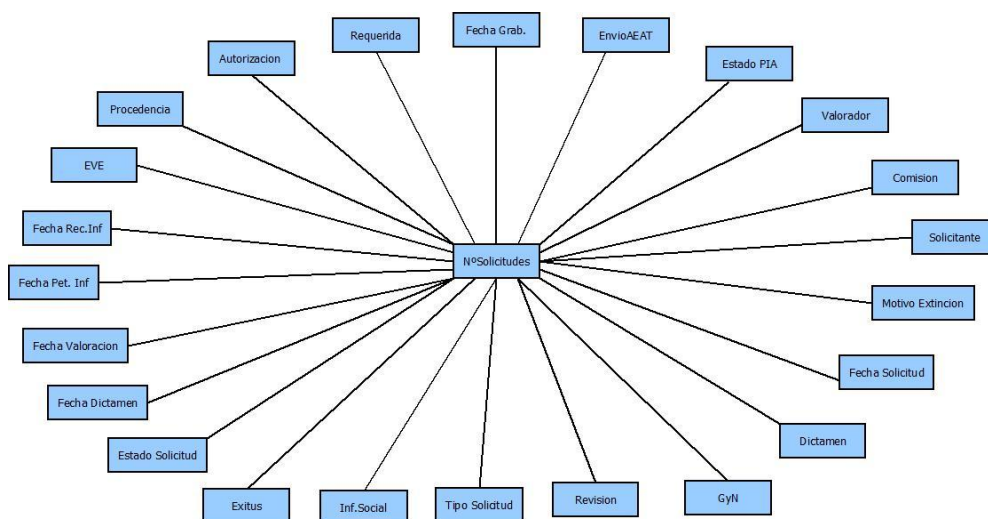 Fecha Grab.
Requerida
EnvioAEAT
Autorizacion
Estado PIA
Procedencia
Valorador
EVE
Comision
Fecha Rec.Inf
Solicitante
NºSolicitudes
Fecha Pet. Inf
Motivo Extincion
Fecha Valoracion
Fecha Solicitud
Fecha Dictamen
Dictamen
Estado Solicitud
GyN
Exitus
Inf.Social
Tipo Solicitud
Revision